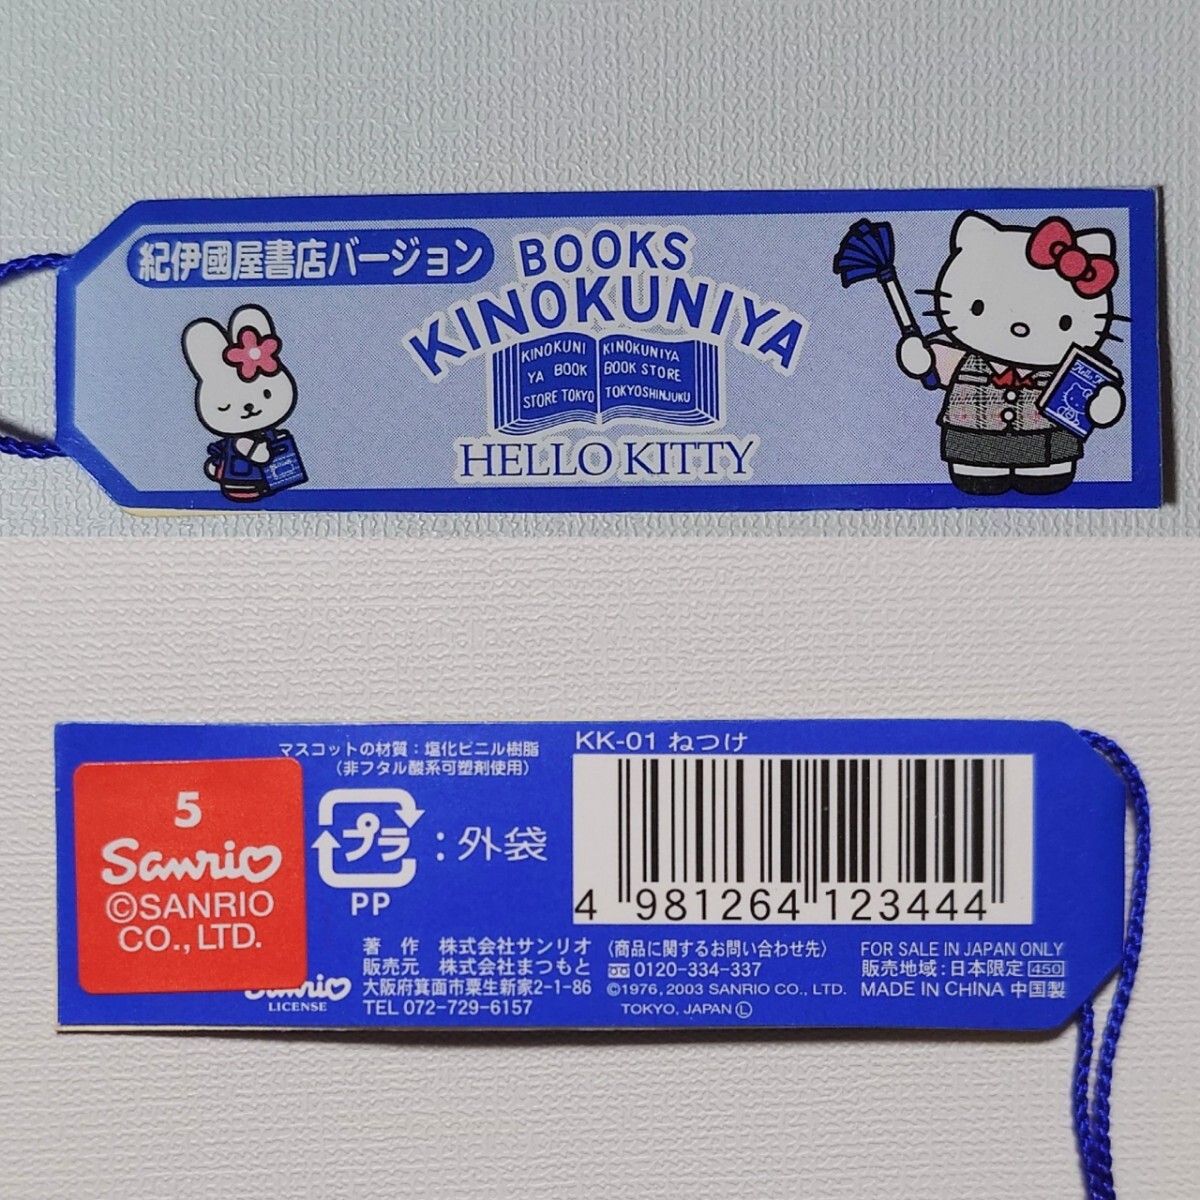 紀伊國屋書店バージョン
BOOKS
KINOKUNIYA
KINOKUNI
YA BOOK
STORE TOKYO
KINOKUNIYA
BOOK STORE
TOKYOSHINJUKU
HELLO KITTY
マスコットの材質：塩化ビニル樹脂
（非フタル酸系可塑剤使用）
KK-01 ねつけ
5
Sanrio
©SANRIO
CO., LTD.
プラ
：外袋
PP
4 981264 123444
著 作 株式会社サンリオ
販売元 株式会社まつもと
大阪府箕面市粟生新家2-1-86
TEL 072-729-6157
Sanrio
LICENSE
（商品に関するお問い合わせ先）
0120-334-337
©1976, 2003 SANRIO CO., LTD.
TOKYO, JAPAN Ⓛ
FOR SALE IN JAPAN ONLY
販売地域：日本限定 450
MADE IN CHINA 中国製